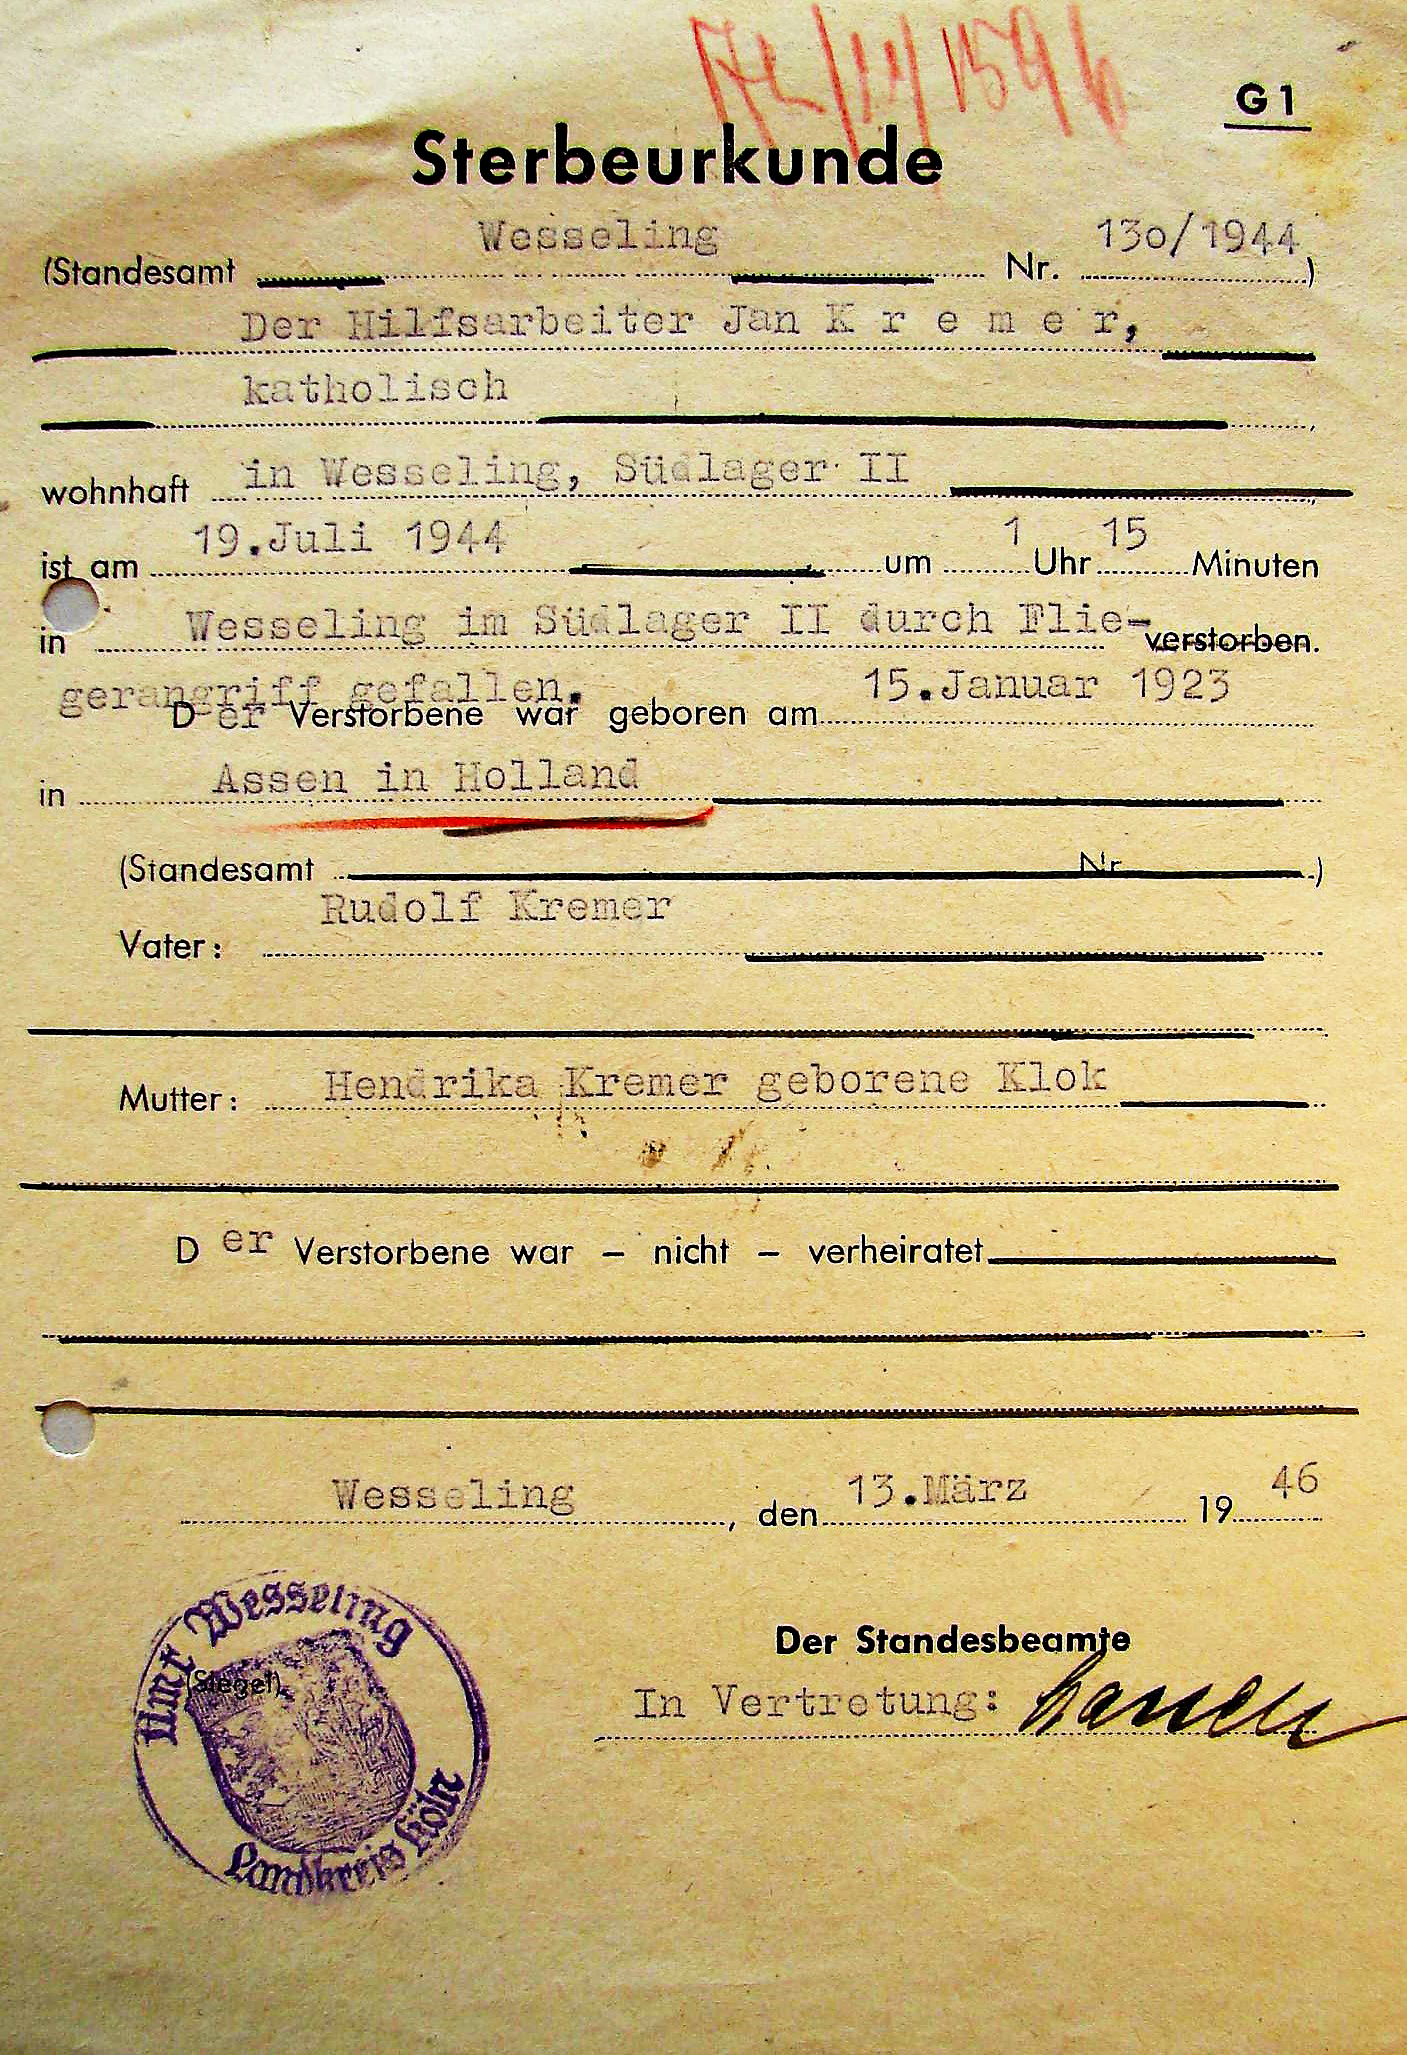 G 1
Sterbeurkunde
(Standesamt Wesseling Nr. 13o/1944)
Der Hilfsarbeiter Jan K r e m e r,
katholisch
wohnhaft in Wesseling, Südlager II
ist am 19.Juli 1944 um 1 Uhr 15 Minuten
in Wesseling im Südlager II durch Flie- verstorben.
gerangriff gefallen.
Der Verstorbene war geboren am 15.Januar 1923
in Assen in Holland
(Standesamt Nr. )
Vater: Rudolf Kremer
Mutter: Hendrika Kremer geborene Klok
Der Verstorbene war – nicht – verheiratet
Wesseling, den 13.März 1946
Amt Wesseling
(Siegel)
Landkreis Köln
Der Standesbeamte
In Vertretung: